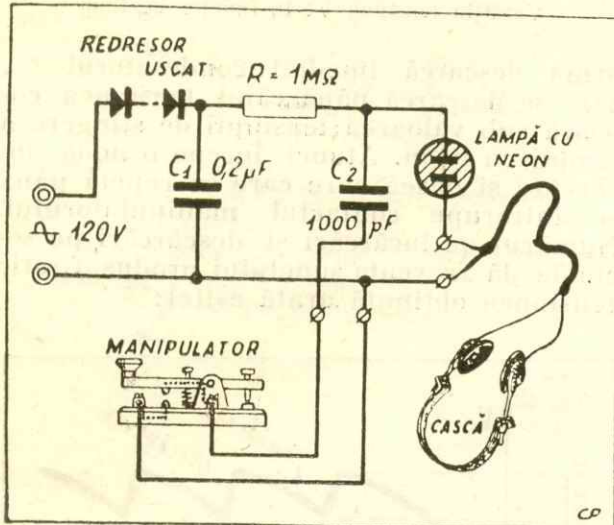 REDRESOR
USCAT
R = 1MΩ
LAMPĂ CU
NEON
C1
0,2µF
C2
1000 pF
120V
MANIPULATOR
CASCĂ
CP